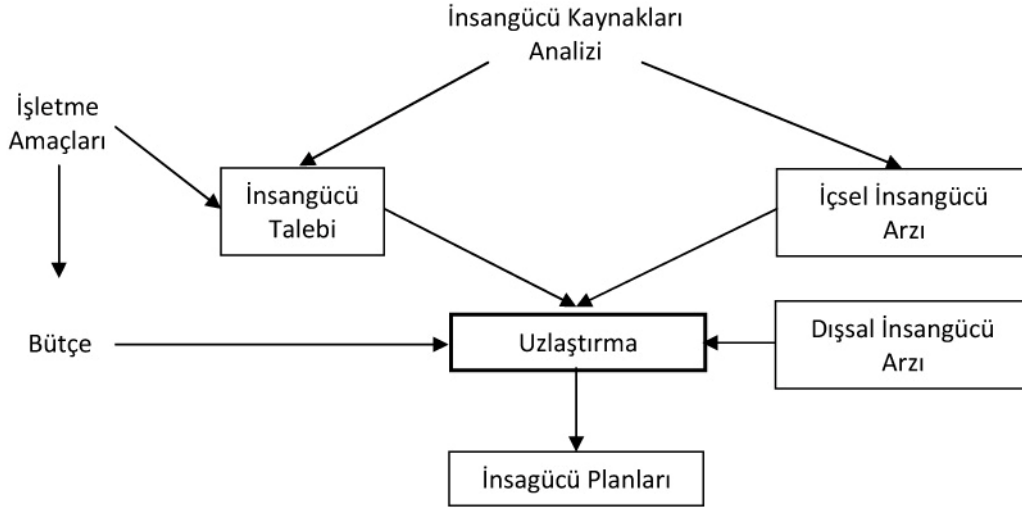 İnsangücü Kaynakları
Analizi
İşletme
Amaçları
İnsangücü
Talebi
İçsel İnsangücü
Arzı
Bütçe
Uzlaştırma
Dışsal İnsangücü
Arzı
İnsagücü Planları